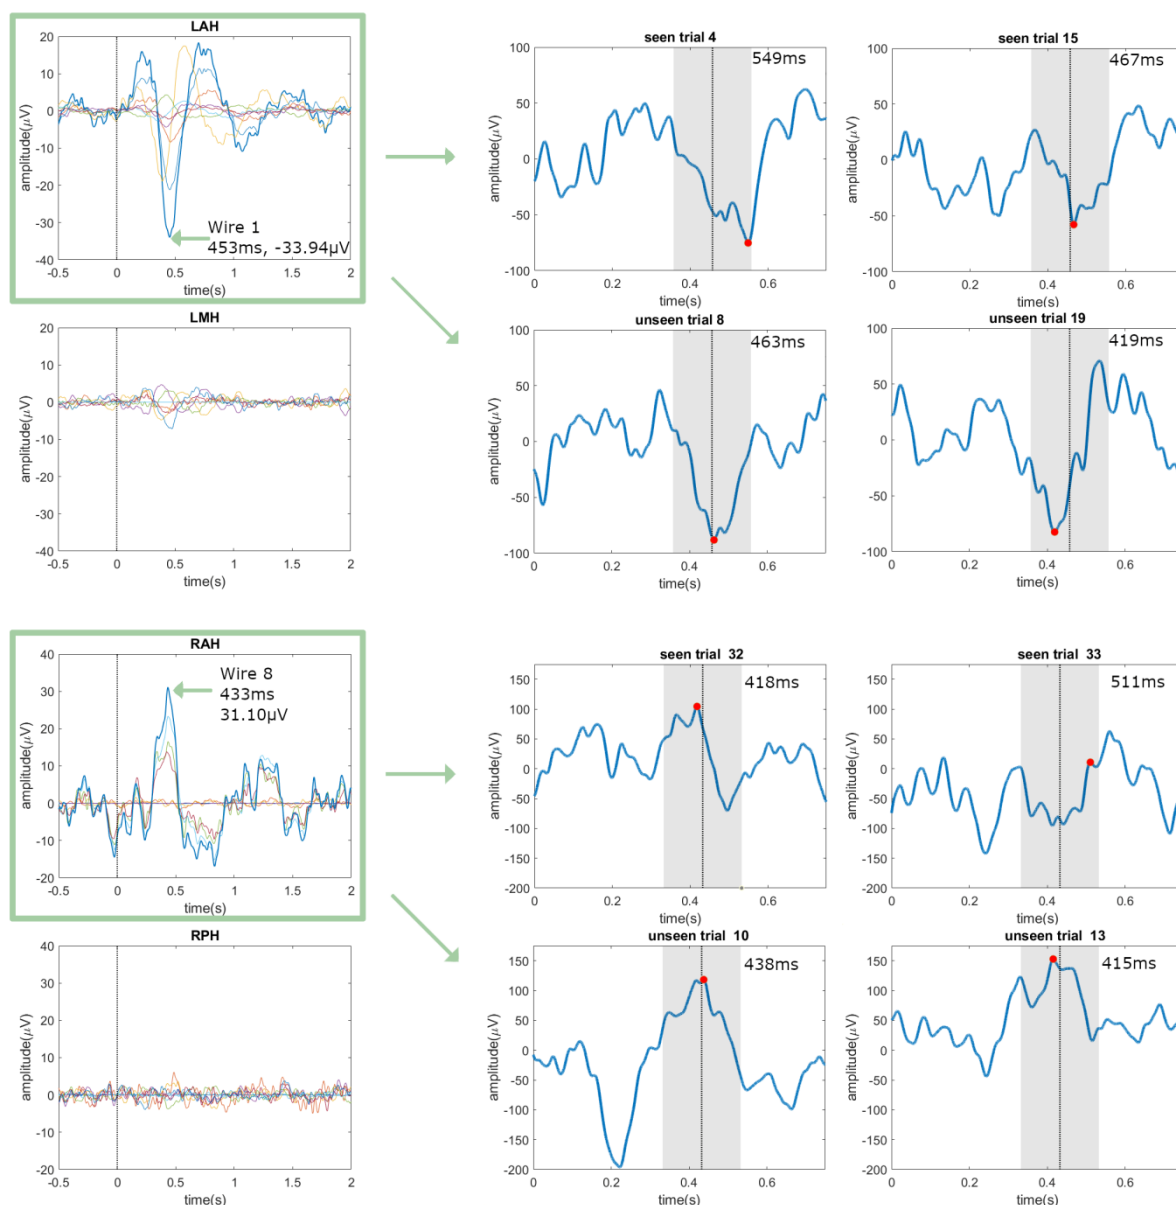 LAH
20
10
0
-10
-20
-30
-40
amplitude(μV)
Wire 1
453ms, -33.94μV
-0.5 0 0.5 1 1.5 2
time(s)
seen trial 4
549ms
100
50
0
-50
-100
amplitude(μV)
0 0.2 0.4 0.6
time(s)
seen trial 15
467ms
100
50
0
-50
-100
amplitude(μV)
0 0.2 0.4 0.6
time(s)
LMH
20
10
0
-10
-20
-30
-40
amplitude(μV)
-0.5 0 0.5 1 1.5 2
time(s)
unseen trial 8
463ms
100
50
0
-50
-100
amplitude(μV)
0 0.2 0.4 0.6
time(s)
unseen trial 19
419ms
100
50
0
-50
-100
amplitude(μV)
0 0.2 0.4 0.6
time(s)
RAH
40
30
20
10
0
-10
-20
amplitude(μV)
Wire 8
433ms
31.10μV
-0.5 0 0.5 1 1.5 2
time(s)
seen trial 32
418ms
150
100
50
0
-50
-100
-150
-200
amplitude(μV)
0 0.2 0.4 0.6
time(s)
seen trial 33
511ms
150
100
50
0
-50
-100
-150
-200
amplitude(μV)
0 0.2 0.4 0.6
time(s)
RPH
40
30
20
10
0
-10
-20
amplitude(μV)
-0.5 0 0.5 1 1.5 2
time(s)
unseen trial 10
438ms
150
100
50
0
-50
-100
-150
-200
amplitude(μV)
0 0.2 0.4 0.6
time(s)
unseen trial 13
415ms
150
100
50
0
-50
-100
-150
-200
amplitude(μV)
0 0.2 0.4 0.6
time(s)